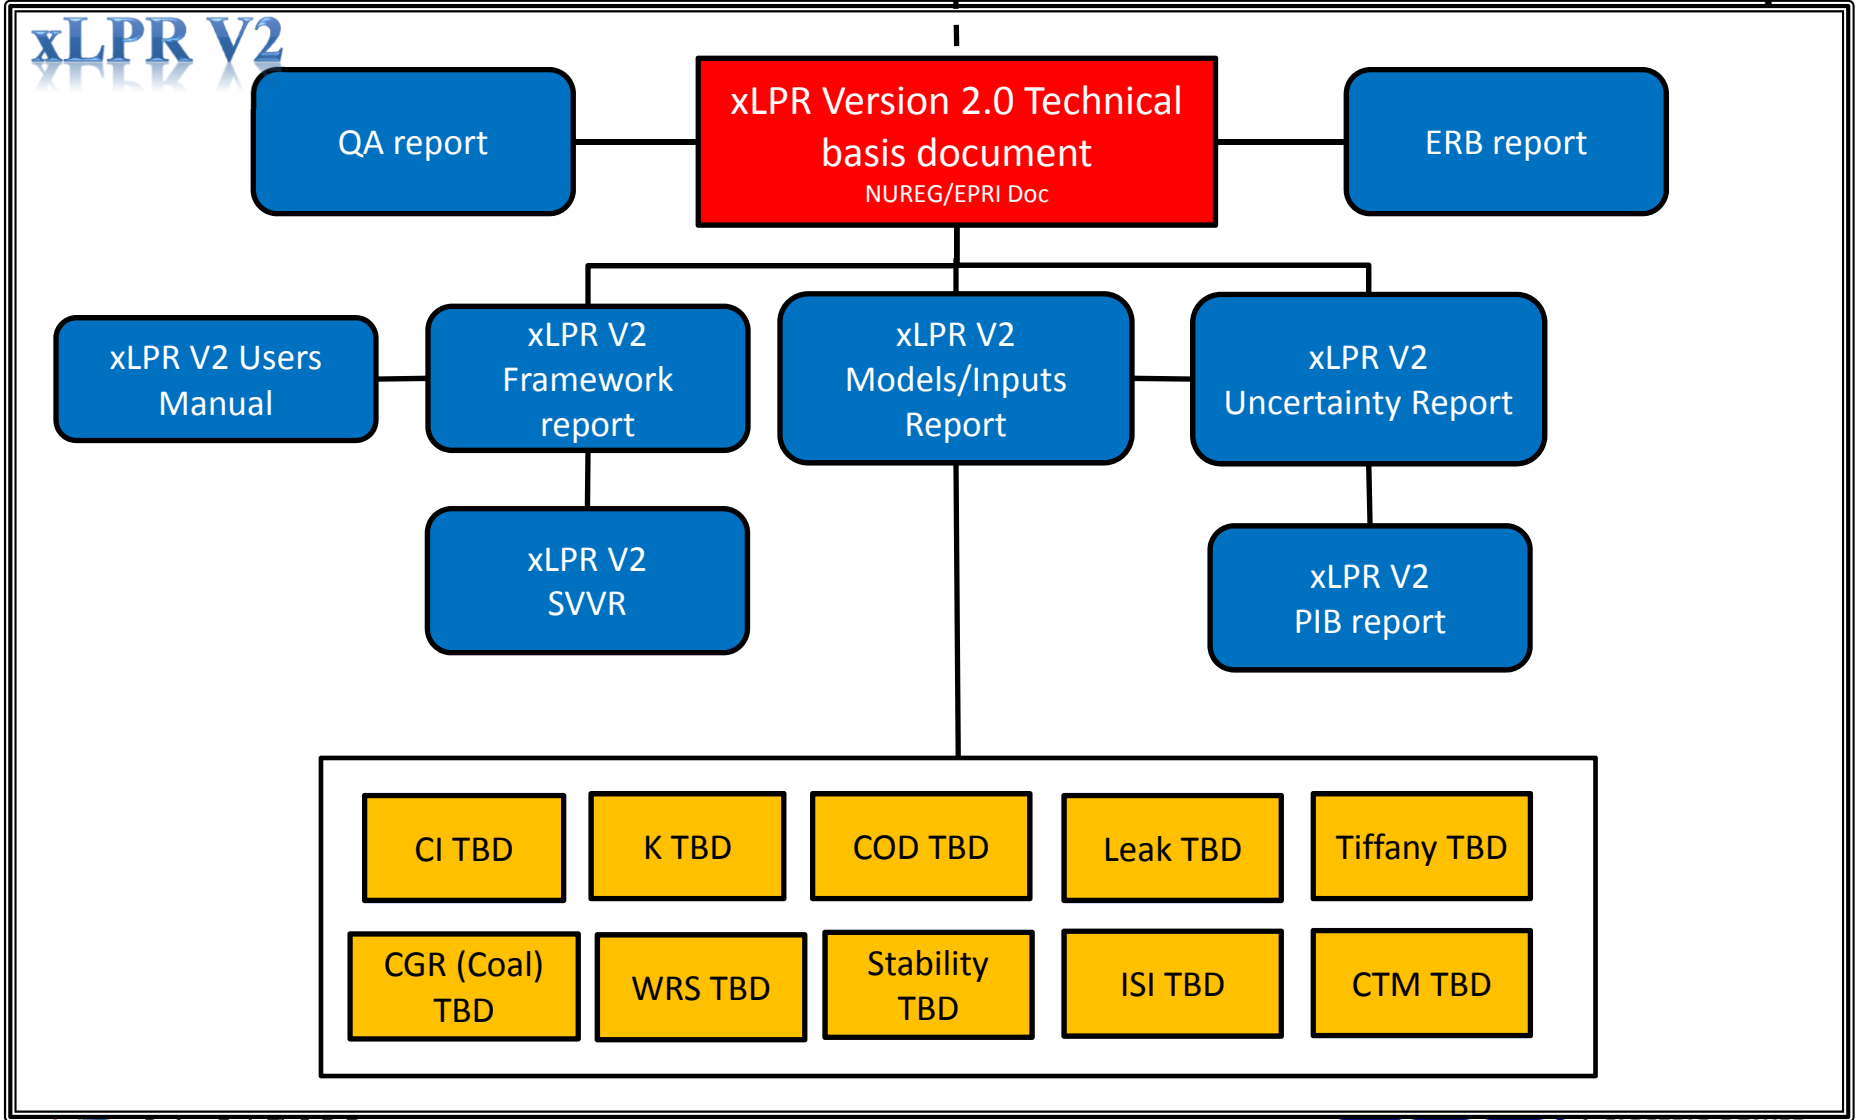 xLPR V2
xLPR Version 2.0 Technical
basis document
NUREG/EPRI Doc
QA report
ERB report
xLPR V2 Users
Manual
xLPR V2
Framework
report
xLPR V2
Models/Inputs
Report
xLPR V2
Uncertainty Report
xLPR V2
SVVR
xLPR V2
PIB report
CI TBD
K TBD
COD TBD
Leak TBD
Tiffany TBD
CGR (Coal)
TBD
WRS TBD
Stability
TBD
ISI TBD
CTM TBD